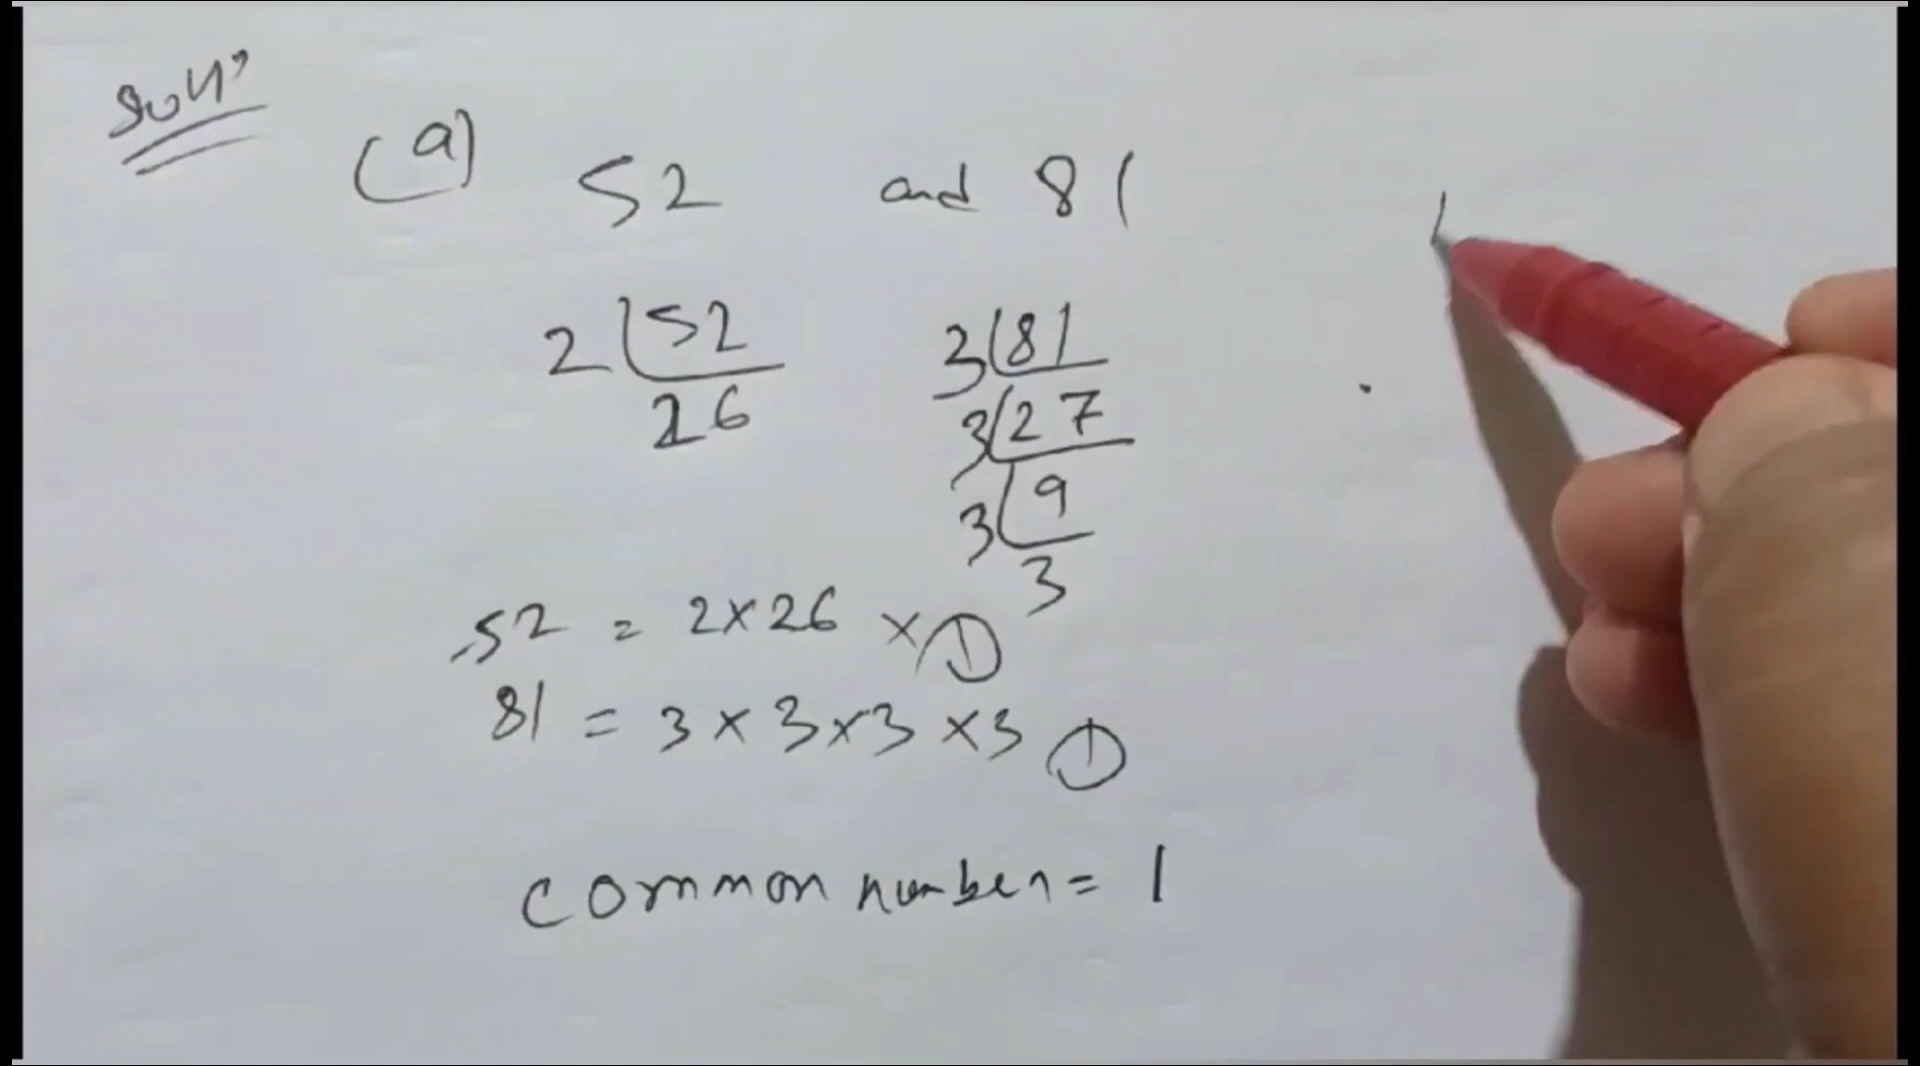 Solⁿ
(a) 52 and 81
2 52
26
3 81
3 27
3 9
3
52 = 2×26 × 1
81 = 3 × 3 × 3 × 3 1
common number = 1